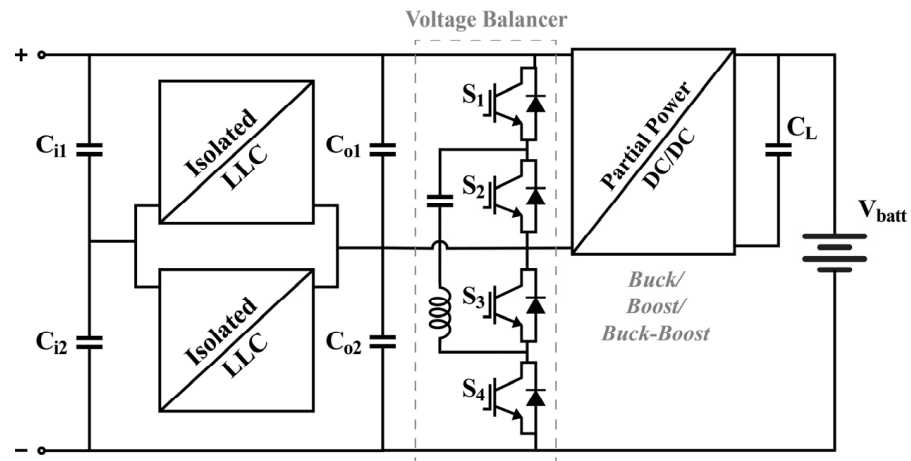 Voltage Balancer
+
S1
Isolated
LLC
Ci1
Co1
S2
Partial Power
DC/DC
CL
Vbatt
Isolated
LLC
Ci2
Co2
S3
Buck/
Boost/
Buck-Boost
S4
−